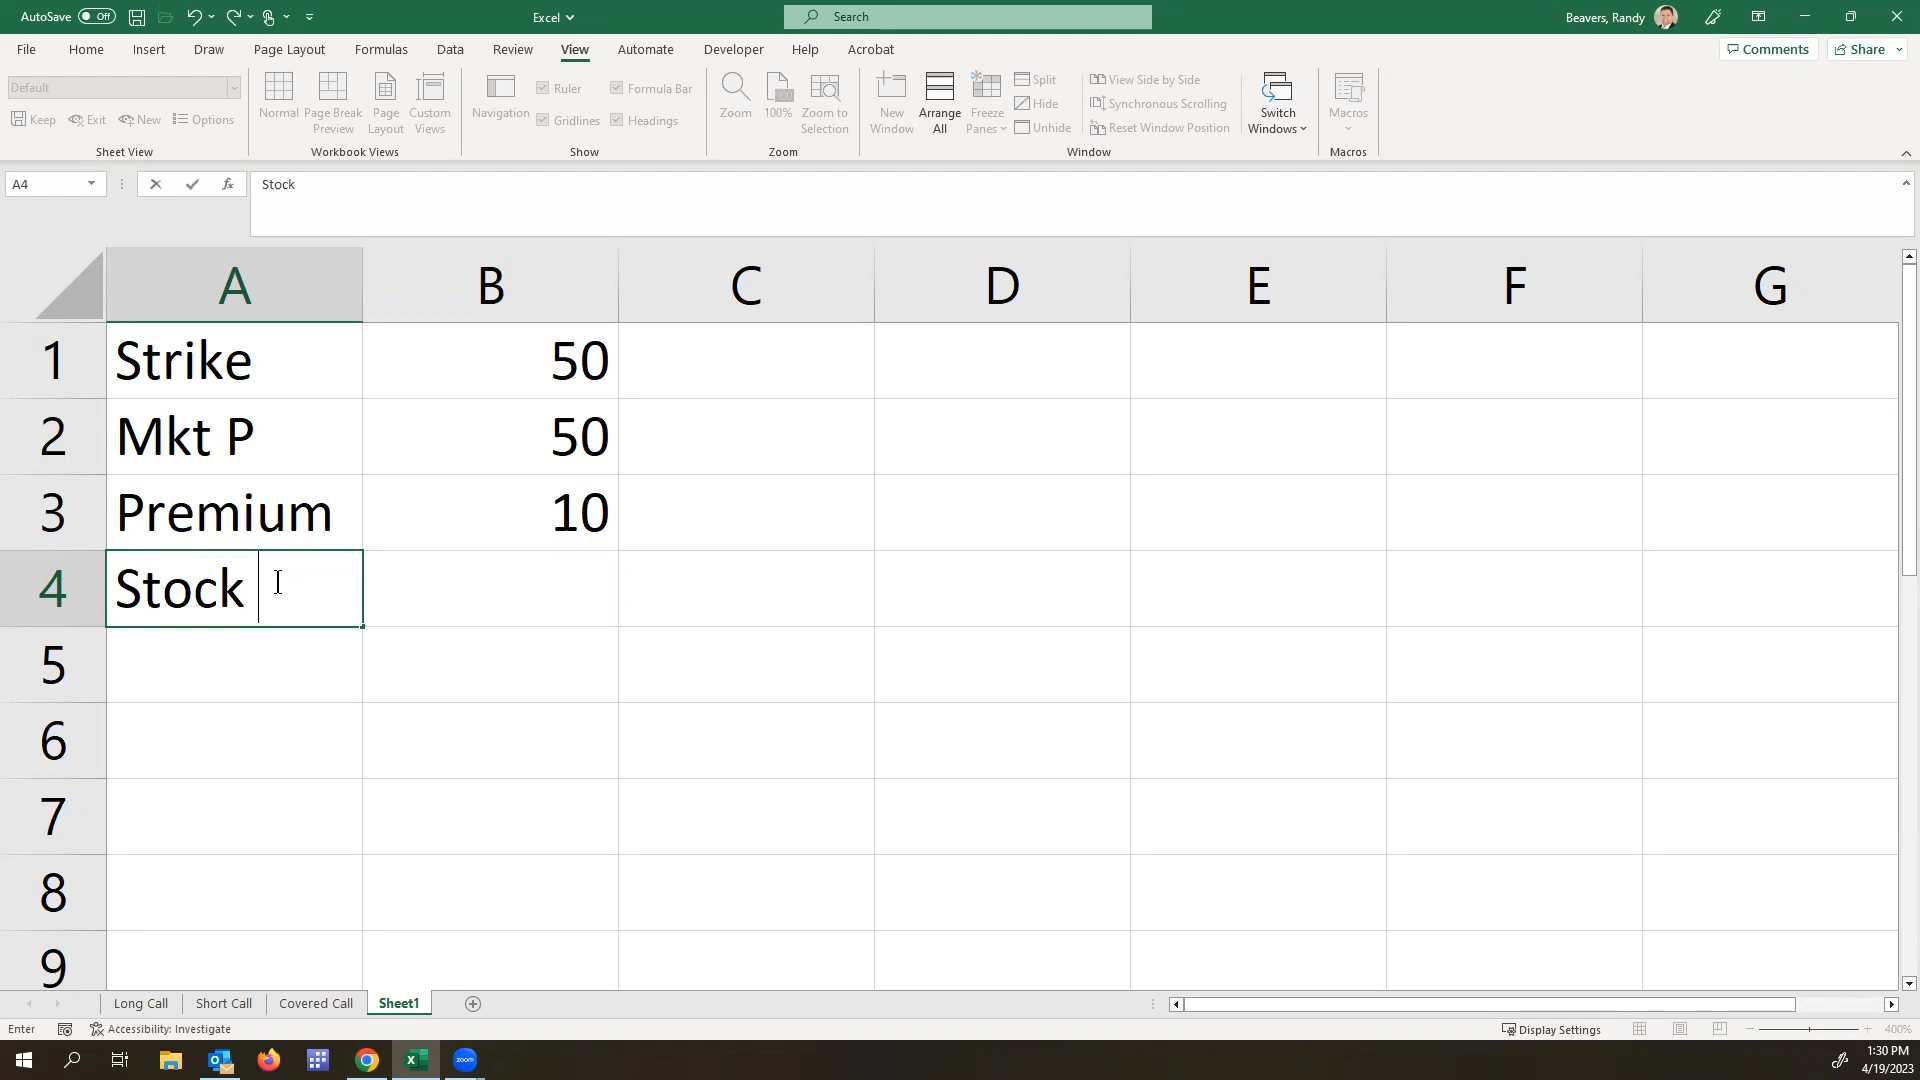 AutoSave Off Excel Search Beavers, Randy
File Home Insert Draw Page Layout Formulas Data Review View Automate Developer Help Acrobat Comments Share
Default
Keep Exit New Options
Sheet View
Normal Page Break Preview Page Layout Custom Views
Workbook Views
Navigation Ruler Formula Bar
Gridlines Headings
Show
Zoom 100% Zoom to Selection
Zoom
New Window Arrange All Freeze Panes Split
Hide
Unhide
View Side by Side
Synchronous Scrolling
Reset Window Position
Switch Windows
Window
Macros
Macros
A4 fx Stock
A B C D E F G
1 Strike 50
2 Mkt P 50
3 Premium 10
4 Stock
5
6
7
8
9
Long Call Short Call Covered Call Sheet1
Enter Accessibility: Investigate Display Settings 400%
zoom
1:30 PM
4/19/2023